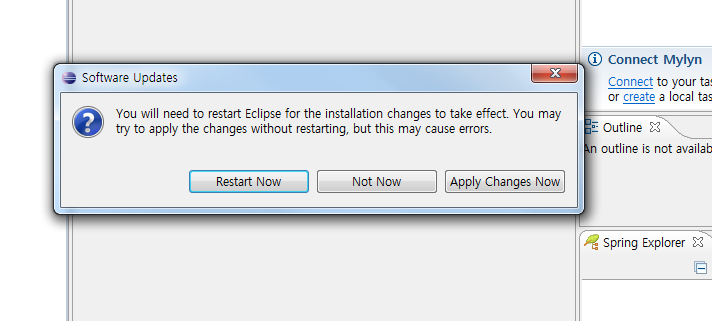 Software Updates
You will need to restart Eclipse for the installation changes to take effect. You may
try to apply the changes without restarting, but this may cause errors.
Restart Now
Not Now
Apply Changes Now
Connect Mylyn
Connect to your ta
or create a local tas
Outline
An outline is not availab
Spring Explorer